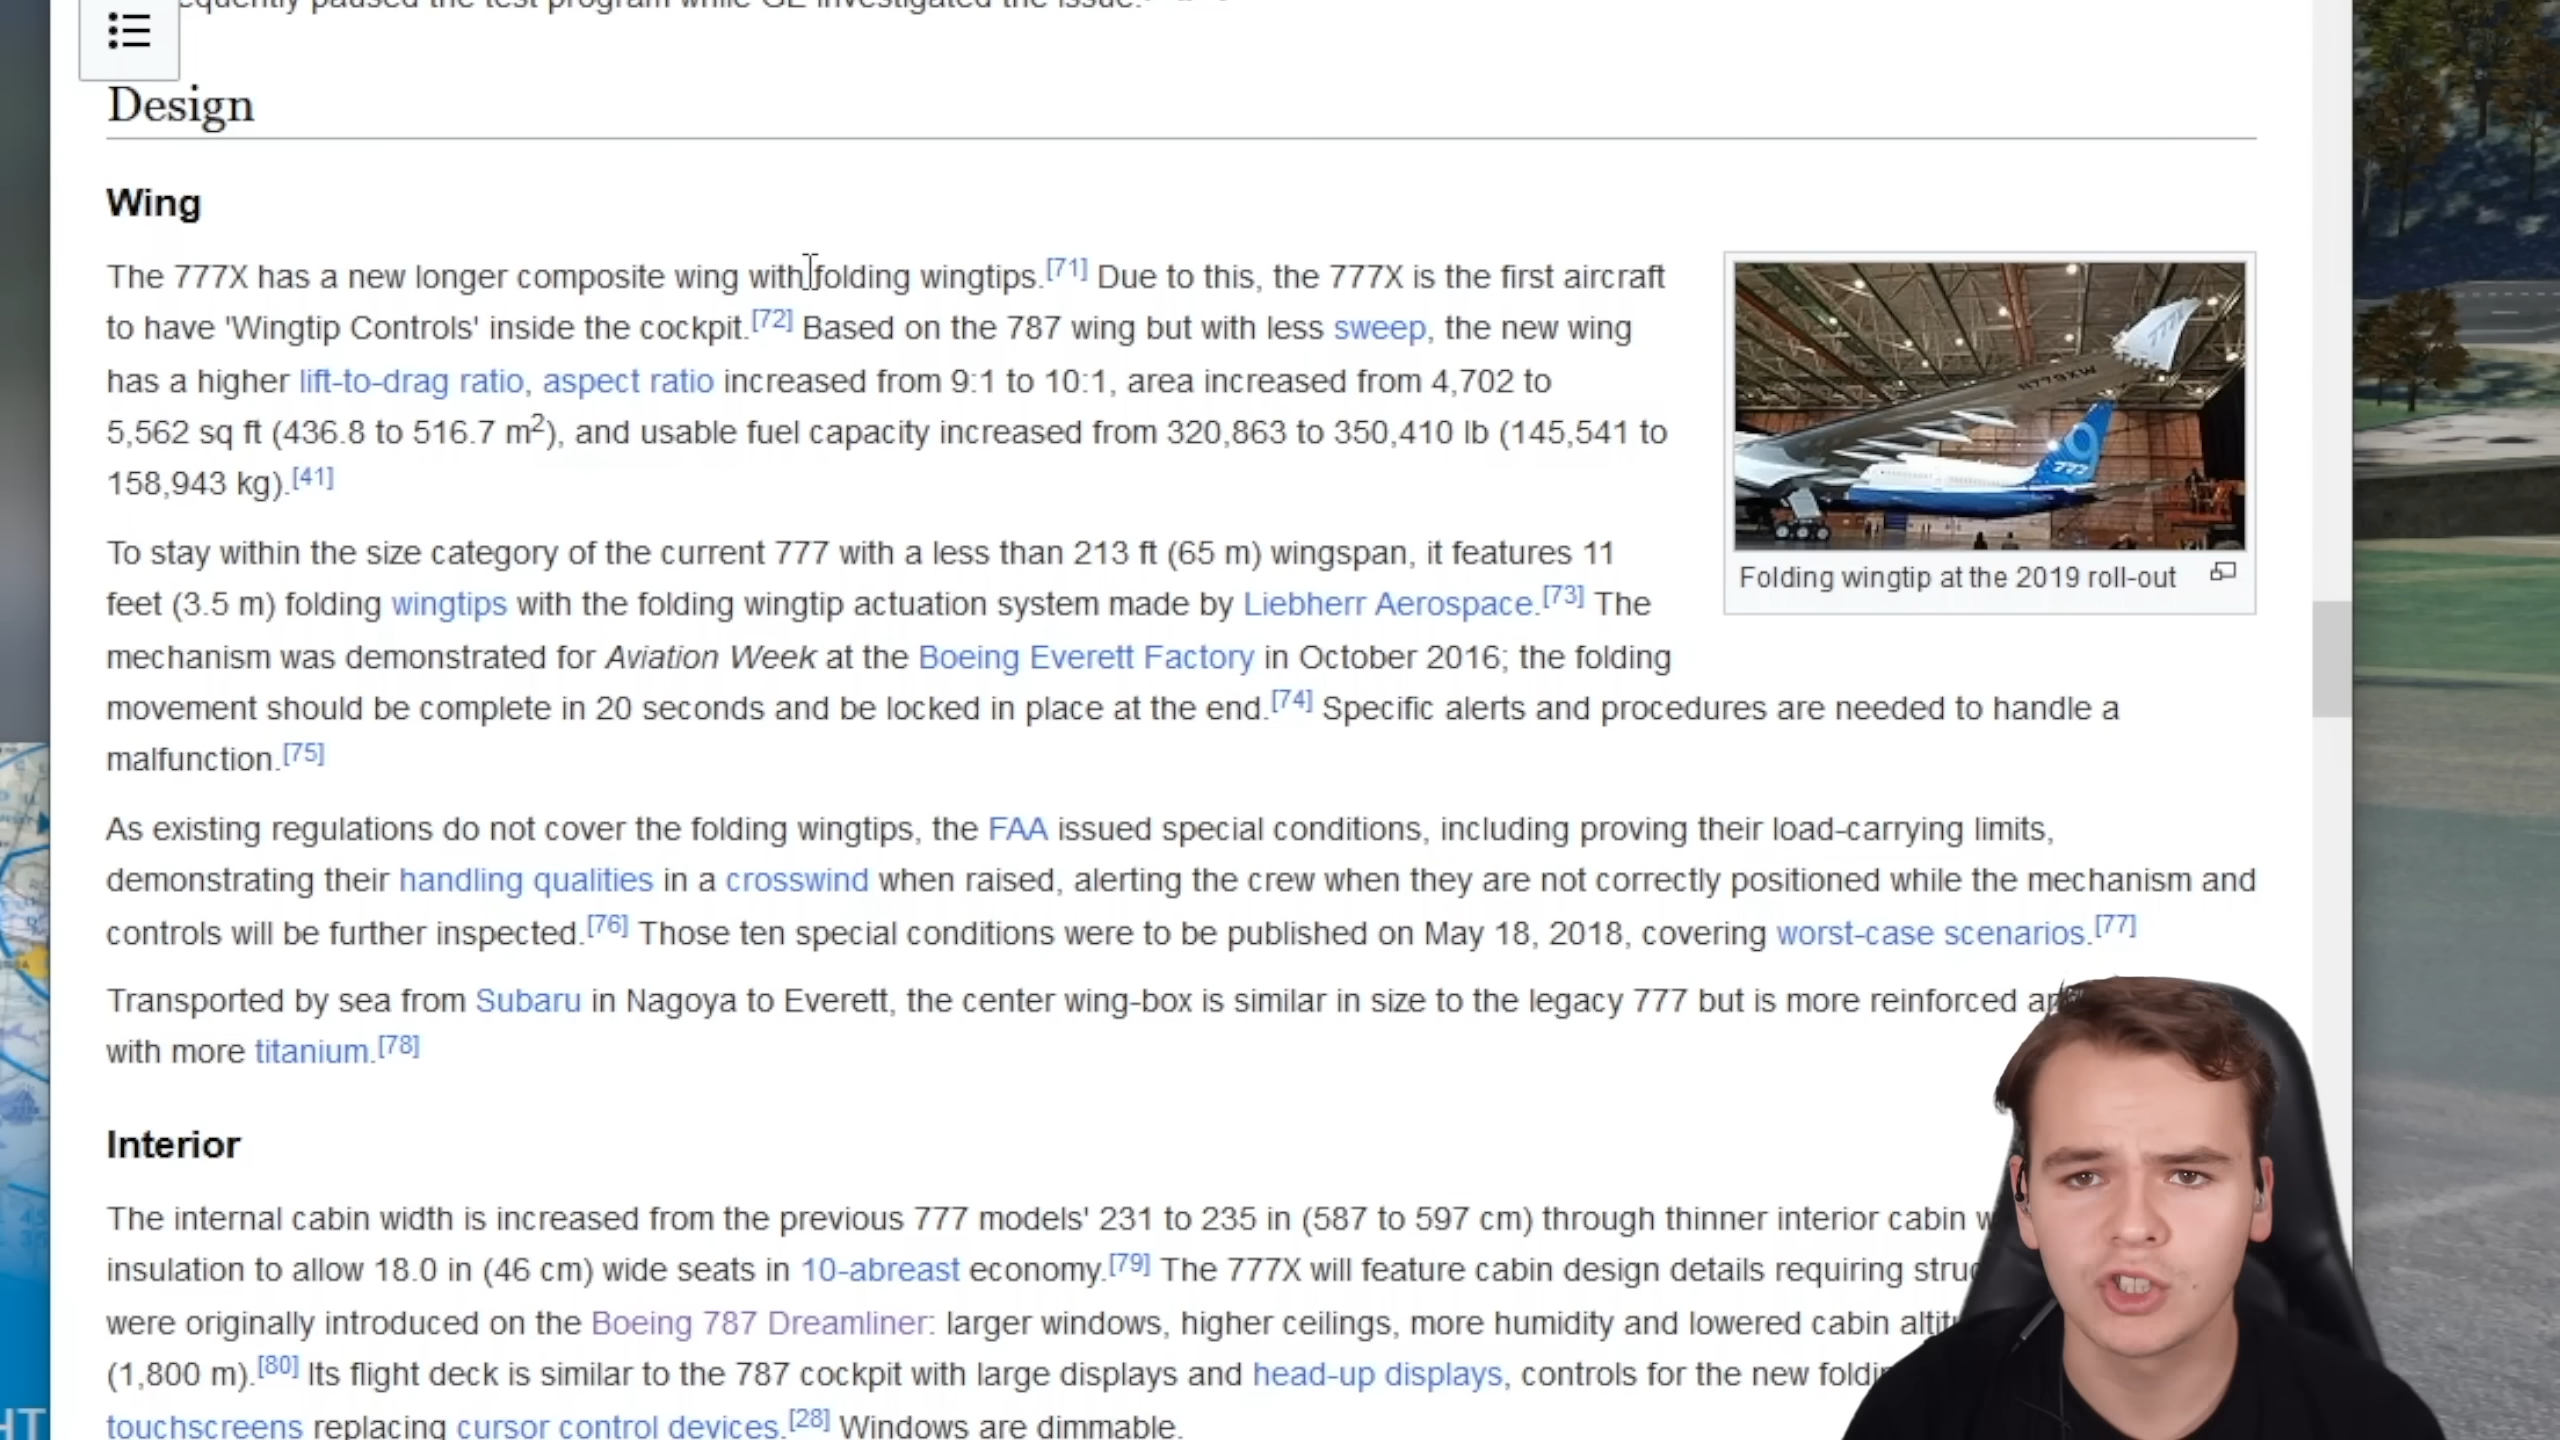 Design
Wing
The 777X has a new longer composite wing with folding wingtips.[71] Due to this, the 777X is the first aircraft
to have 'Wingtip Controls' inside the cockpit.[72] Based on the 787 wing but with less sweep, the new wing
has a higher lift-to-drag ratio, aspect ratio increased from 9:1 to 10:1, area increased from 4,702 to
5,562 sq ft (436.8 to 516.7 m2), and usable fuel capacity increased from 320,863 to 350,410 lb (145,541 to
158,943 kg).[41]
N779XW
777
Folding wingtip at the 2019 roll-out
To stay within the size category of the current 777 with a less than 213 ft (65 m) wingspan, it features 11
feet (3.5 m) folding wingtips with the folding wingtip actuation system made by Liebherr Aerospace.[73] The
mechanism was demonstrated for Aviation Week at the Boeing Everett Factory in October 2016; the folding
movement should be complete in 20 seconds and be locked in place at the end.[74] Specific alerts and procedures are needed to handle a
malfunction.[75]
As existing regulations do not cover the folding wingtips, the FAA issued special conditions, including proving their load-carrying limits,
demonstrating their handling qualities in a crosswind when raised, alerting the crew when they are not correctly positioned while the mechanism and
controls will be further inspected.[76] Those ten special conditions were to be published on May 18, 2018, covering worst-case scenarios.[77]
Transported by sea from Subaru in Nagoya to Everett, the center wing-box is similar in size to the legacy 777 but is more reinforced
with more titanium.[78]
Interior
The internal cabin width is increased from the previous 777 models' 231 to 235 in (587 to 597 cm) through thinner interior cabin
insulation to allow 18.0 in (46 cm) wide seats in 10-abreast economy.[79] The 777X will feature cabin design details requiring
were originally introduced on the Boeing 787 Dreamliner: larger windows, higher ceilings, more humidity and lowered cabin
(1,800 m).[80] Its flight deck is similar to the 787 cockpit with large displays and head-up displays, controls for the new
touchscreens replacing cursor control devices.[28] Windows are dimmable.